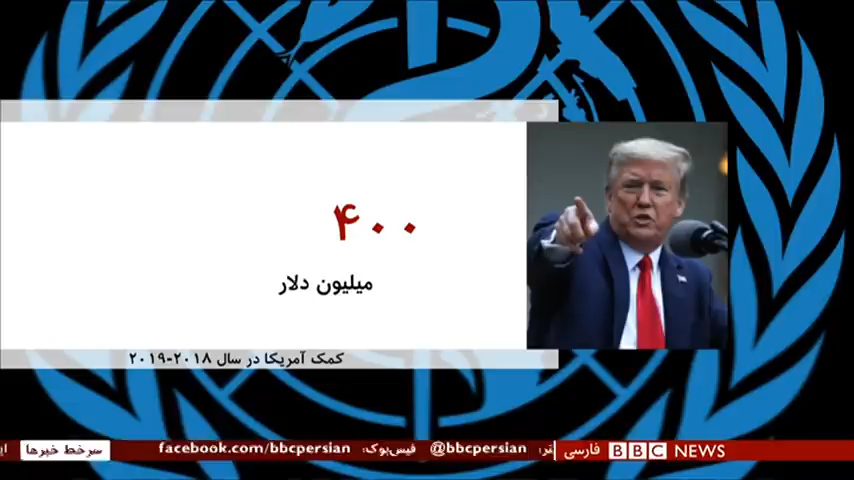 ۴۰۰
میلیون دلار
کمک آمریکا در سال ۲۰۱۸-۲۰۱۹
BBC NEWS فارسی
@bbcpersian فیس‌بوک: facebook.com/bbcpersian
سرخط خبرها